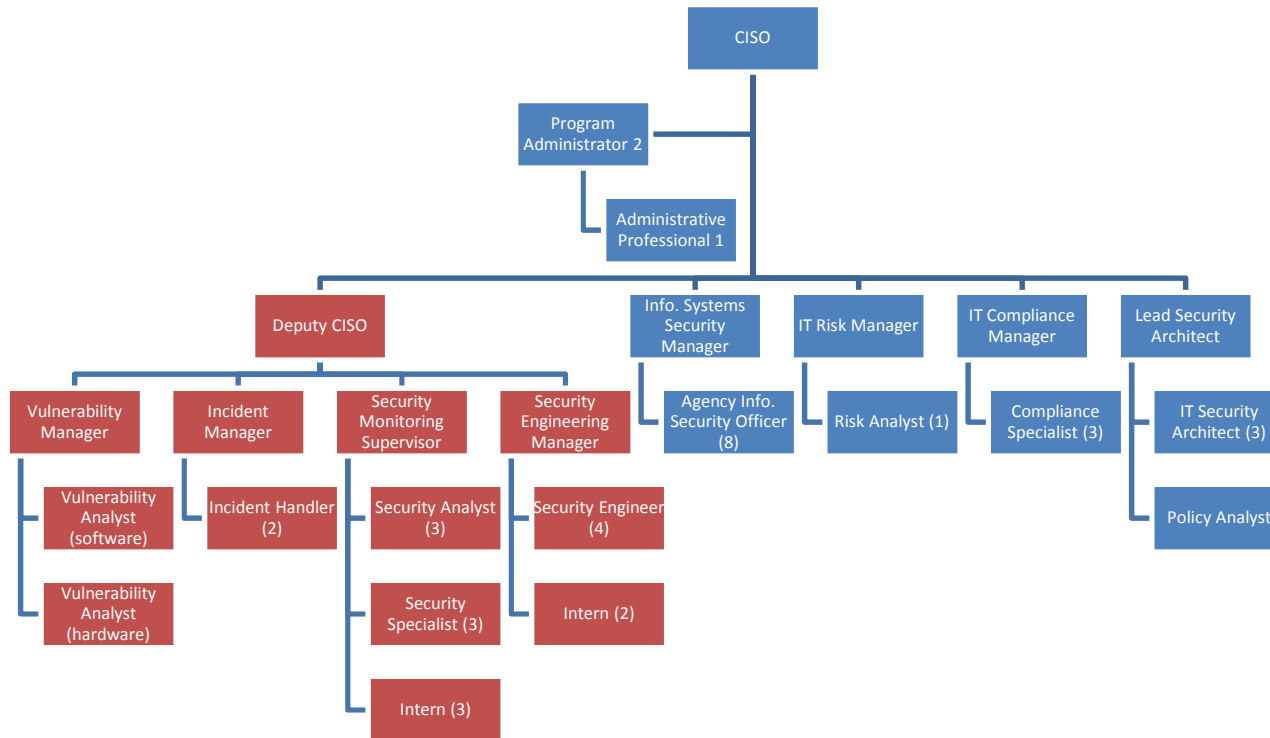 CISO
Program
Administrator 2
Administrative
Professional 1
Deputy CISO
Info. Systems
Security
Manager
IT Risk Manager
IT Compliance
Manager
Lead Security
Architect
Vulnerability
Manager
Incident
Manager
Security
Monitoring
Supervisor
Security
Engineering
Manager
Agency Info.
Security Officer
(8)
Risk Analyst (1)
Compliance
Specialist (3)
IT Security
Architect (3)
Vulnerability
Analyst
(software)
Incident Handler
(2)
Security Analyst
(3)
Security Engineer
(4)
Policy Analyst
Vulnerability
Analyst
(hardware)
Security
Specialist (3)
Intern (2)
Intern (3)